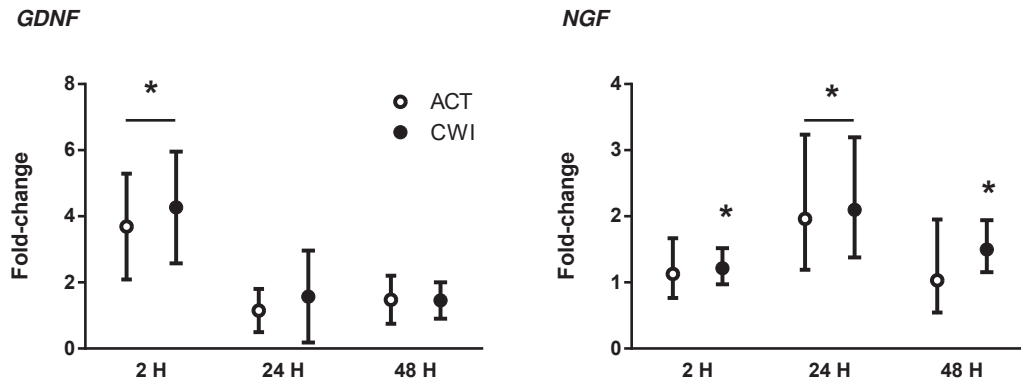 GDNF
8
6
4
2
0
Fold-change
*
ACT
CWI
2 H
24 H
48 H
NGF
4
3
2
1
0
Fold-change
*
*
*
2 H
24 H
48 H